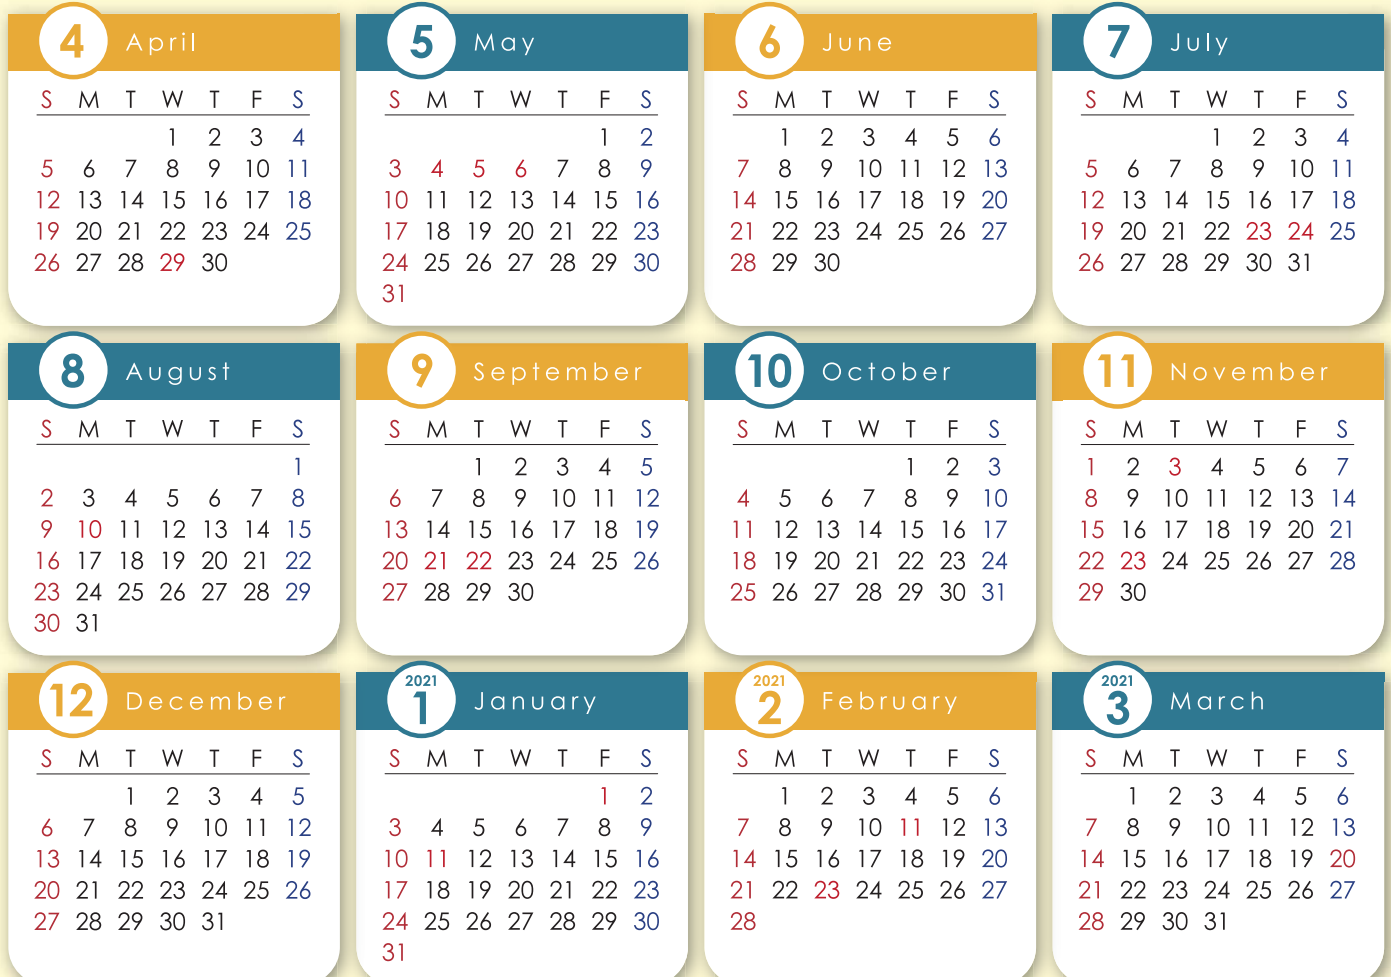 4 April
S M T W T F S
1 2 3 4
5 6 7 8 9 10 11
12 13 14 15 16 17 18
19 20 21 22 23 24 25
26 27 28 29 30
5 May
S M T W T F S
1 2
3 4 5 6 7 8 9
10 11 12 13 14 15 16
17 18 19 20 21 22 23
24 25 26 27 28 29 30
31
6 June
S M T W T F S
1 2 3 4 5 6
7 8 9 10 11 12 13
14 15 16 17 18 19 20
21 22 23 24 25 26 27
28 29 30
7 July
S M T W T F S
1 2 3 4
5 6 7 8 9 10 11
12 13 14 15 16 17 18
19 20 21 22 23 24 25
26 27 28 29 30 31
8 August
S M T W T F S
1
2 3 4 5 6 7 8
9 10 11 12 13 14 15
16 17 18 19 20 21 22
23 24 25 26 27 28 29
30 31
9 September
S M T W T F S
1 2 3 4 5
6 7 8 9 10 11 12
13 14 15 16 17 18 19
20 21 22 23 24 25 26
27 28 29 30
10 October
S M T W T F S
1 2 3
4 5 6 7 8 9 10
11 12 13 14 15 16 17
18 19 20 21 22 23 24
25 26 27 28 29 30 31
11 November
S M T W T F S
1 2 3 4 5 6 7
8 9 10 11 12 13 14
15 16 17 18 19 20 21
22 23 24 25 26 27 28
29 30
12 December
S M T W T F S
1 2 3 4 5
6 7 8 9 10 11 12
13 14 15 16 17 18 19
20 21 22 23 24 25 26
27 28 29 30 31
2021
1 January
S M T W T F S
1 2
3 4 5 6 7 8 9
10 11 12 13 14 15 16
17 18 19 20 21 22 23
24 25 26 27 28 29 30
31
2021
2 February
S M T W T F S
1 2 3 4 5 6
7 8 9 10 11 12 13
14 15 16 17 18 19 20
21 22 23 24 25 26 27
28
2021
3 March
S M T W T F S
1 2 3 4 5 6
7 8 9 10 11 12 13
14 15 16 17 18 19 20
21 22 23 24 25 26 27
28 29 30 31